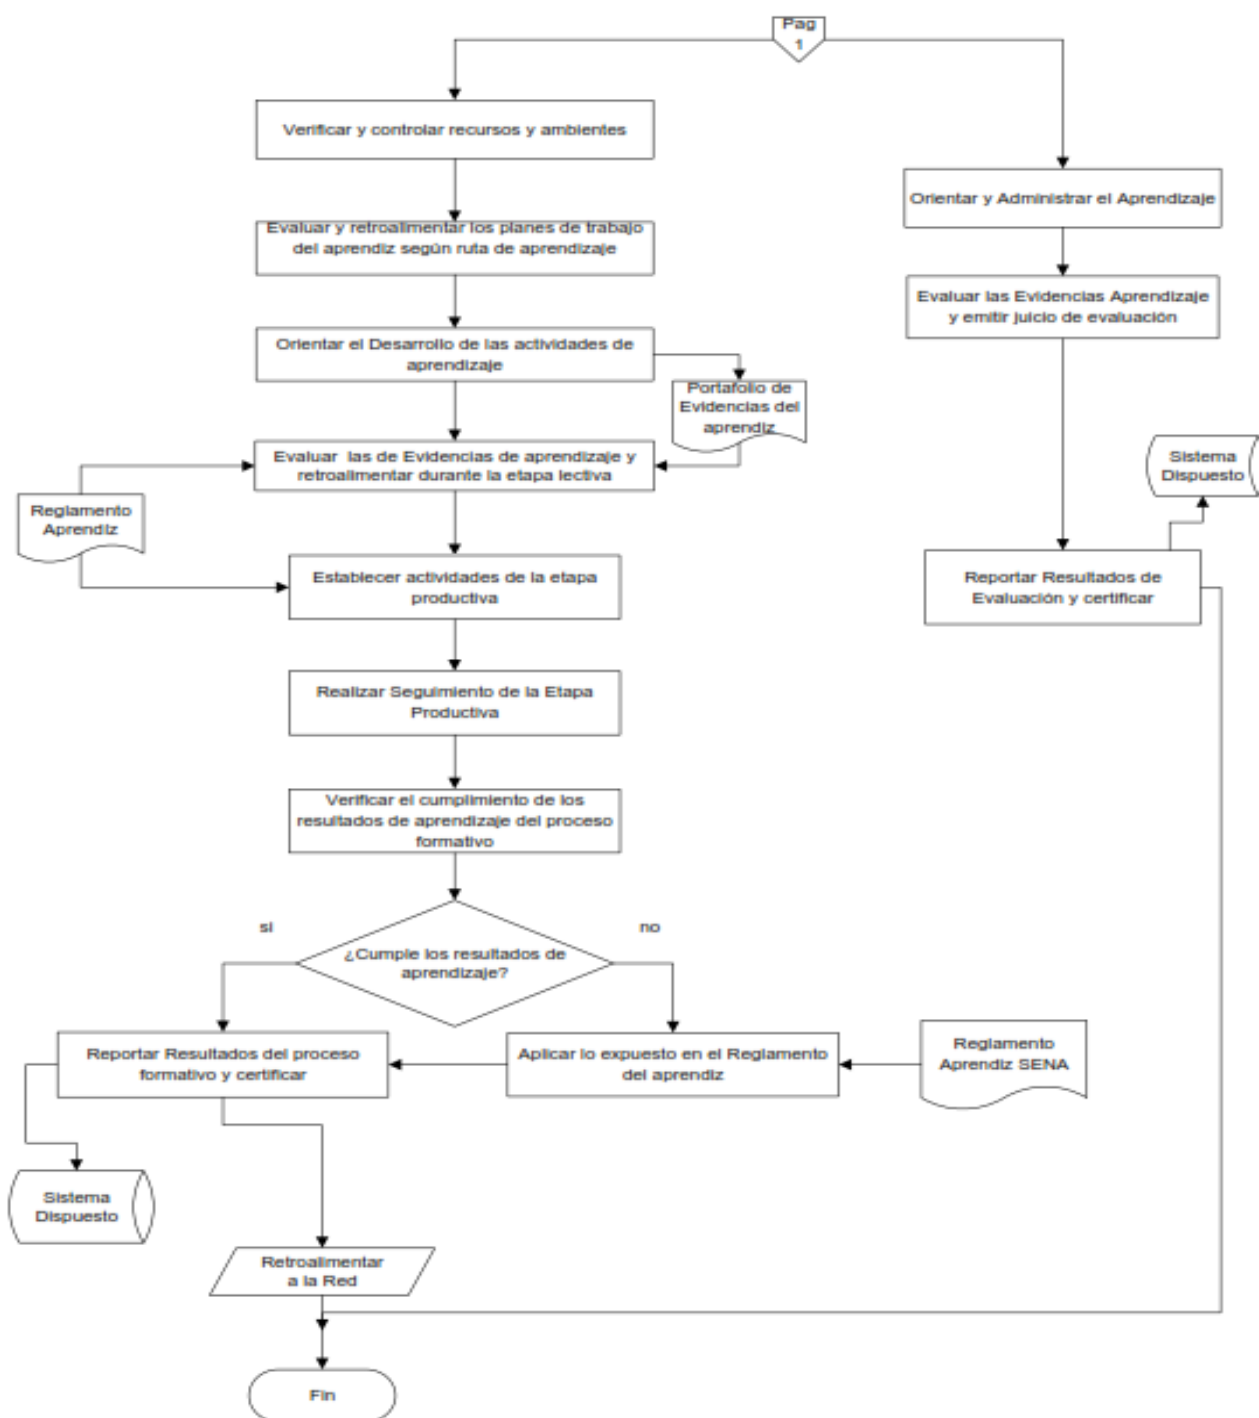 Pag
1
Verificar y controlar recursos y ambientes
Orientar y Administrar el Aprendizaje
Evaluar y retroalimentar los planes de trabajo
del aprendiz según ruta de aprendizaje
Evaluar las Evidencias Aprendizaje
y emitir juicio de evaluación
Orientar el Desarrollo de las actividades de
aprendizaje
Portafolio de
Evidencias del
aprendiz
Evaluar las de Evidencias de aprendizaje y
retroalimentar durante la etapa lectiva
Sistema
Dispuesto
Reglamento
Aprendiz
Establecer actividades de la etapa
productiva
Reportar Resultados de
Evaluación y certificar
Realizar Seguimiento de la Etapa
Productiva
Verificar el cumplimiento de los
resultados de aprendizaje del proceso
formativo
si
no
¿Cumple los resultados de
aprendizaje?
Reportar Resultados del proceso
formativo y certificar
Aplicar lo expuesto en el Reglamento
del aprendiz
Reglamento
Aprendiz SENA
Sistema
Dispuesto
Retroalimentar
a la Red
Fin